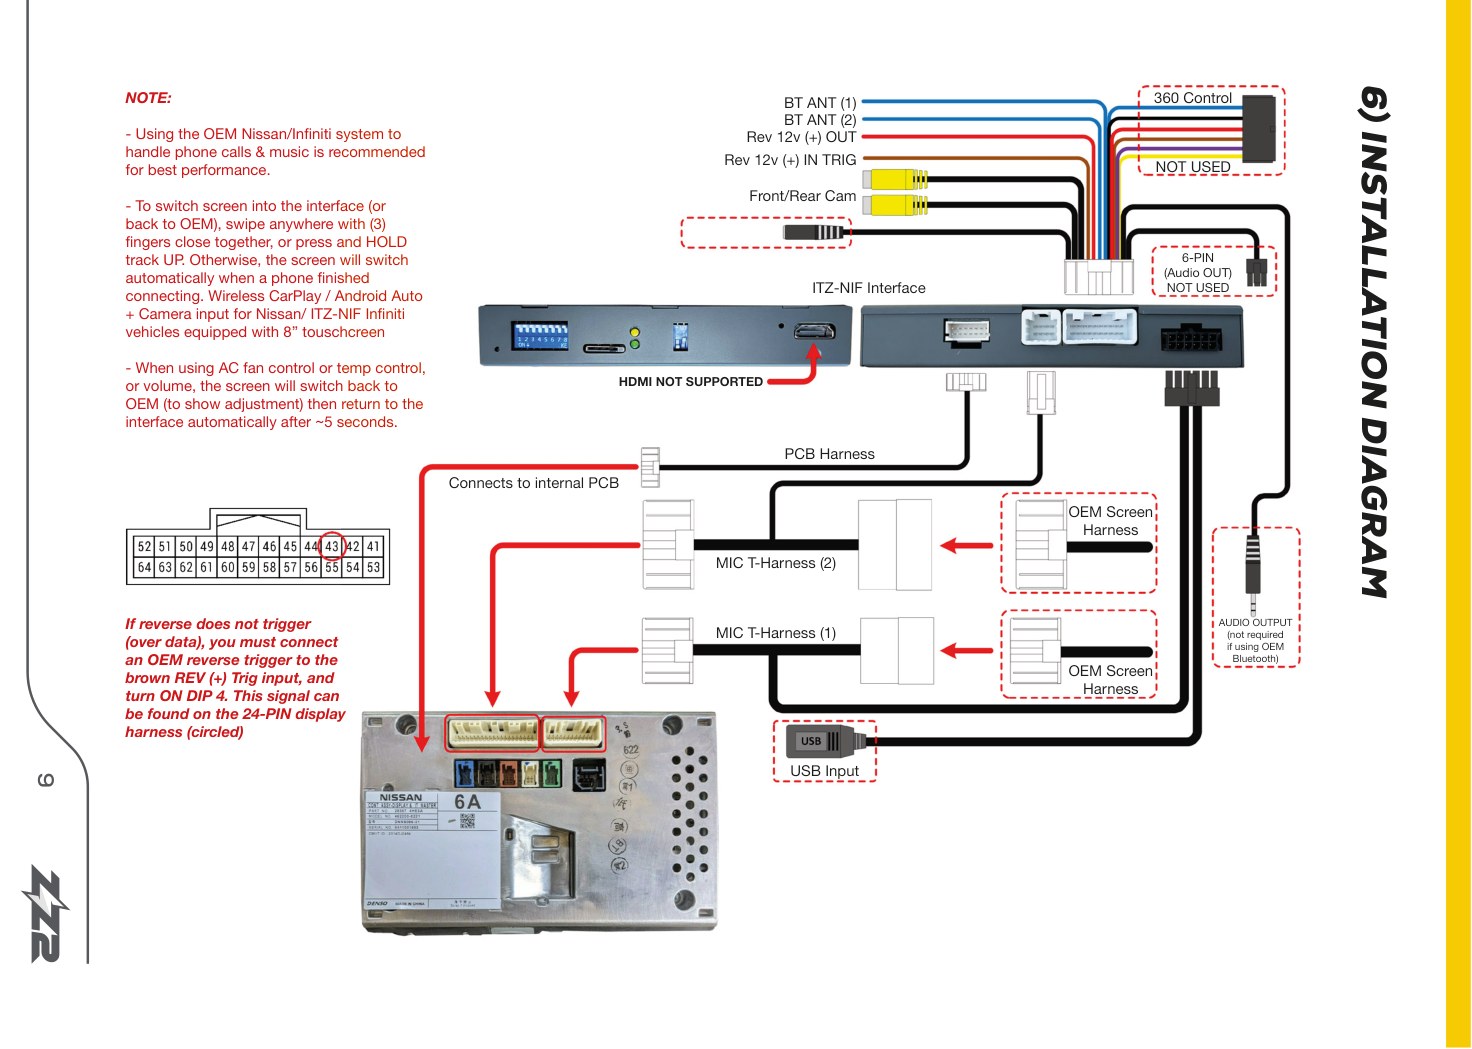 6) INSTALLATION DIAGRAM
NOTE:
- Using the OEM Nissan/Infiniti system to
handle phone calls & music is recommended
for best performance.
- To switch screen into the interface (or
back to OEM), swipe anywhere with (3)
fingers close together, or press and HOLD
track UP. Otherwise, the screen will switch
automatically when a phone finished
connecting. Wireless CarPlay / Android Auto
+ Camera input for Nissan/ ITZ-NIF Infiniti
vehicles equipped with 8” touschcreen
- When using AC fan control or temp control,
or volume, the screen will switch back to
OEM (to show adjustment) then return to the
interface automatically after ~5 seconds.
52 51 50 49 48 47 46 45 44 43 42 41
64 63 62 61 60 59 58 57 56 55 54 53
If reverse does not trigger
(over data), you must connect
an OEM reverse trigger to the
brown REV (+) Trig input, and
turn ON DIP 4. This signal can
be found on the 24-PIN display
harness (circled)
BT ANT (1)
BT ANT (2)
Rev 12v (+) OUT
Rev 12v (+) IN TRIG
Front/Rear Cam
360 Control
NOT USED
6-PIN
(Audio OUT)
NOT USED
ITZ-NIF Interface
1 2 3 4 5 6 7 8
HDMI NOT SUPPORTED
PCB Harness
Connects to internal PCB
MIC T-Harness (2)
OEM Screen
Harness
MIC T-Harness (1)
OEM Screen
Harness
AUDIO OUTPUT
(not required
if using OEM
Bluetooth)
USB
USB Input
NISSAN
6A
DENSO
9
ZZ2